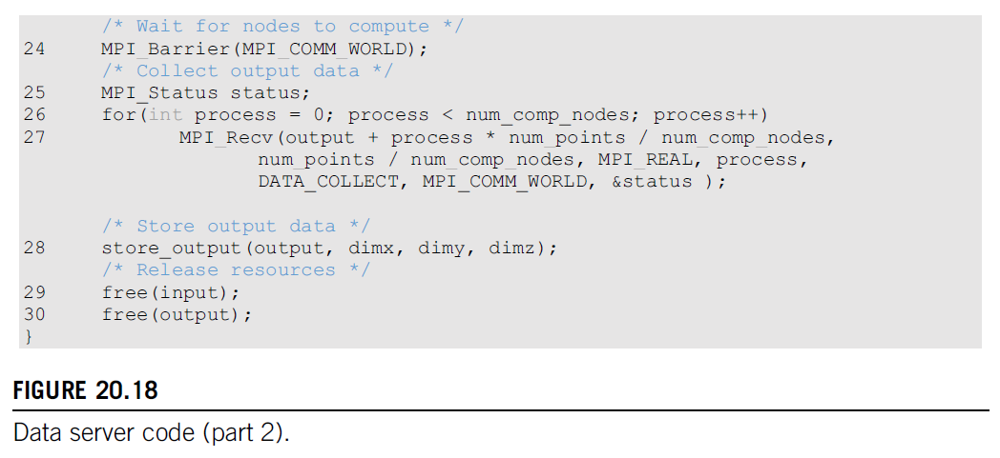 /* Wait for nodes to compute */
24 MPI_Barrier(MPI_COMM_WORLD);
/* Collect output data */
25 MPI_Status status;
26 for(int process = 0; process < num_comp_nodes; process++)
27 MPI_Recv(output + process * num_points / num_comp_nodes,
num_points / num_comp_nodes, MPI_REAL, process,
DATA_COLLECT, MPI_COMM_WORLD, &status );
/* Store output data */
28 store_output(output, dimx, dimy, dimz);
/* Release resources */
29 free(input);
30 free(output);
}
FIGURE 20.18
Data server code (part 2).